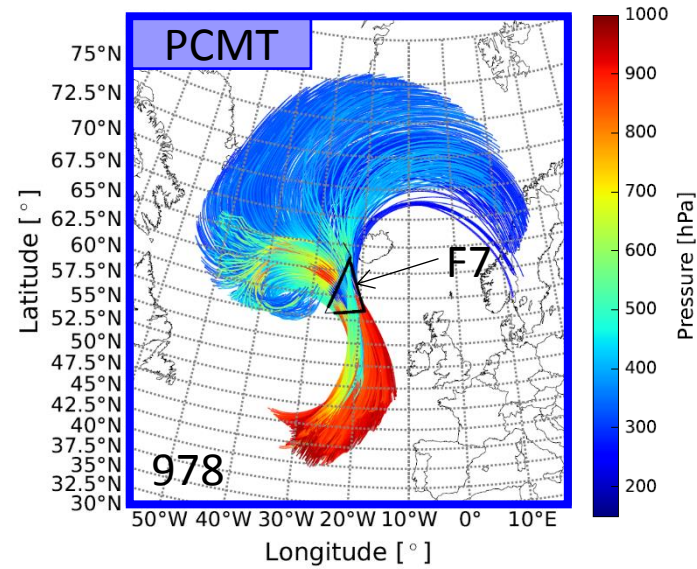 PCMT
75°N
72.5°N
70°N
67.5°N
65°N
62.5°N
60°N
57.5°N
55°N
52.5°N
50°N
47.5°N
45°N
42.5°N
40°N
37.5°N
35°N
32.5°N
30°N
Latitude [°]
F7
978
50°W 40°W 30°W 20°W 10°W 0° 10°E
Longitude [°]
1000
900
800
700
600
500
400
300
200
Pressure [hPa]